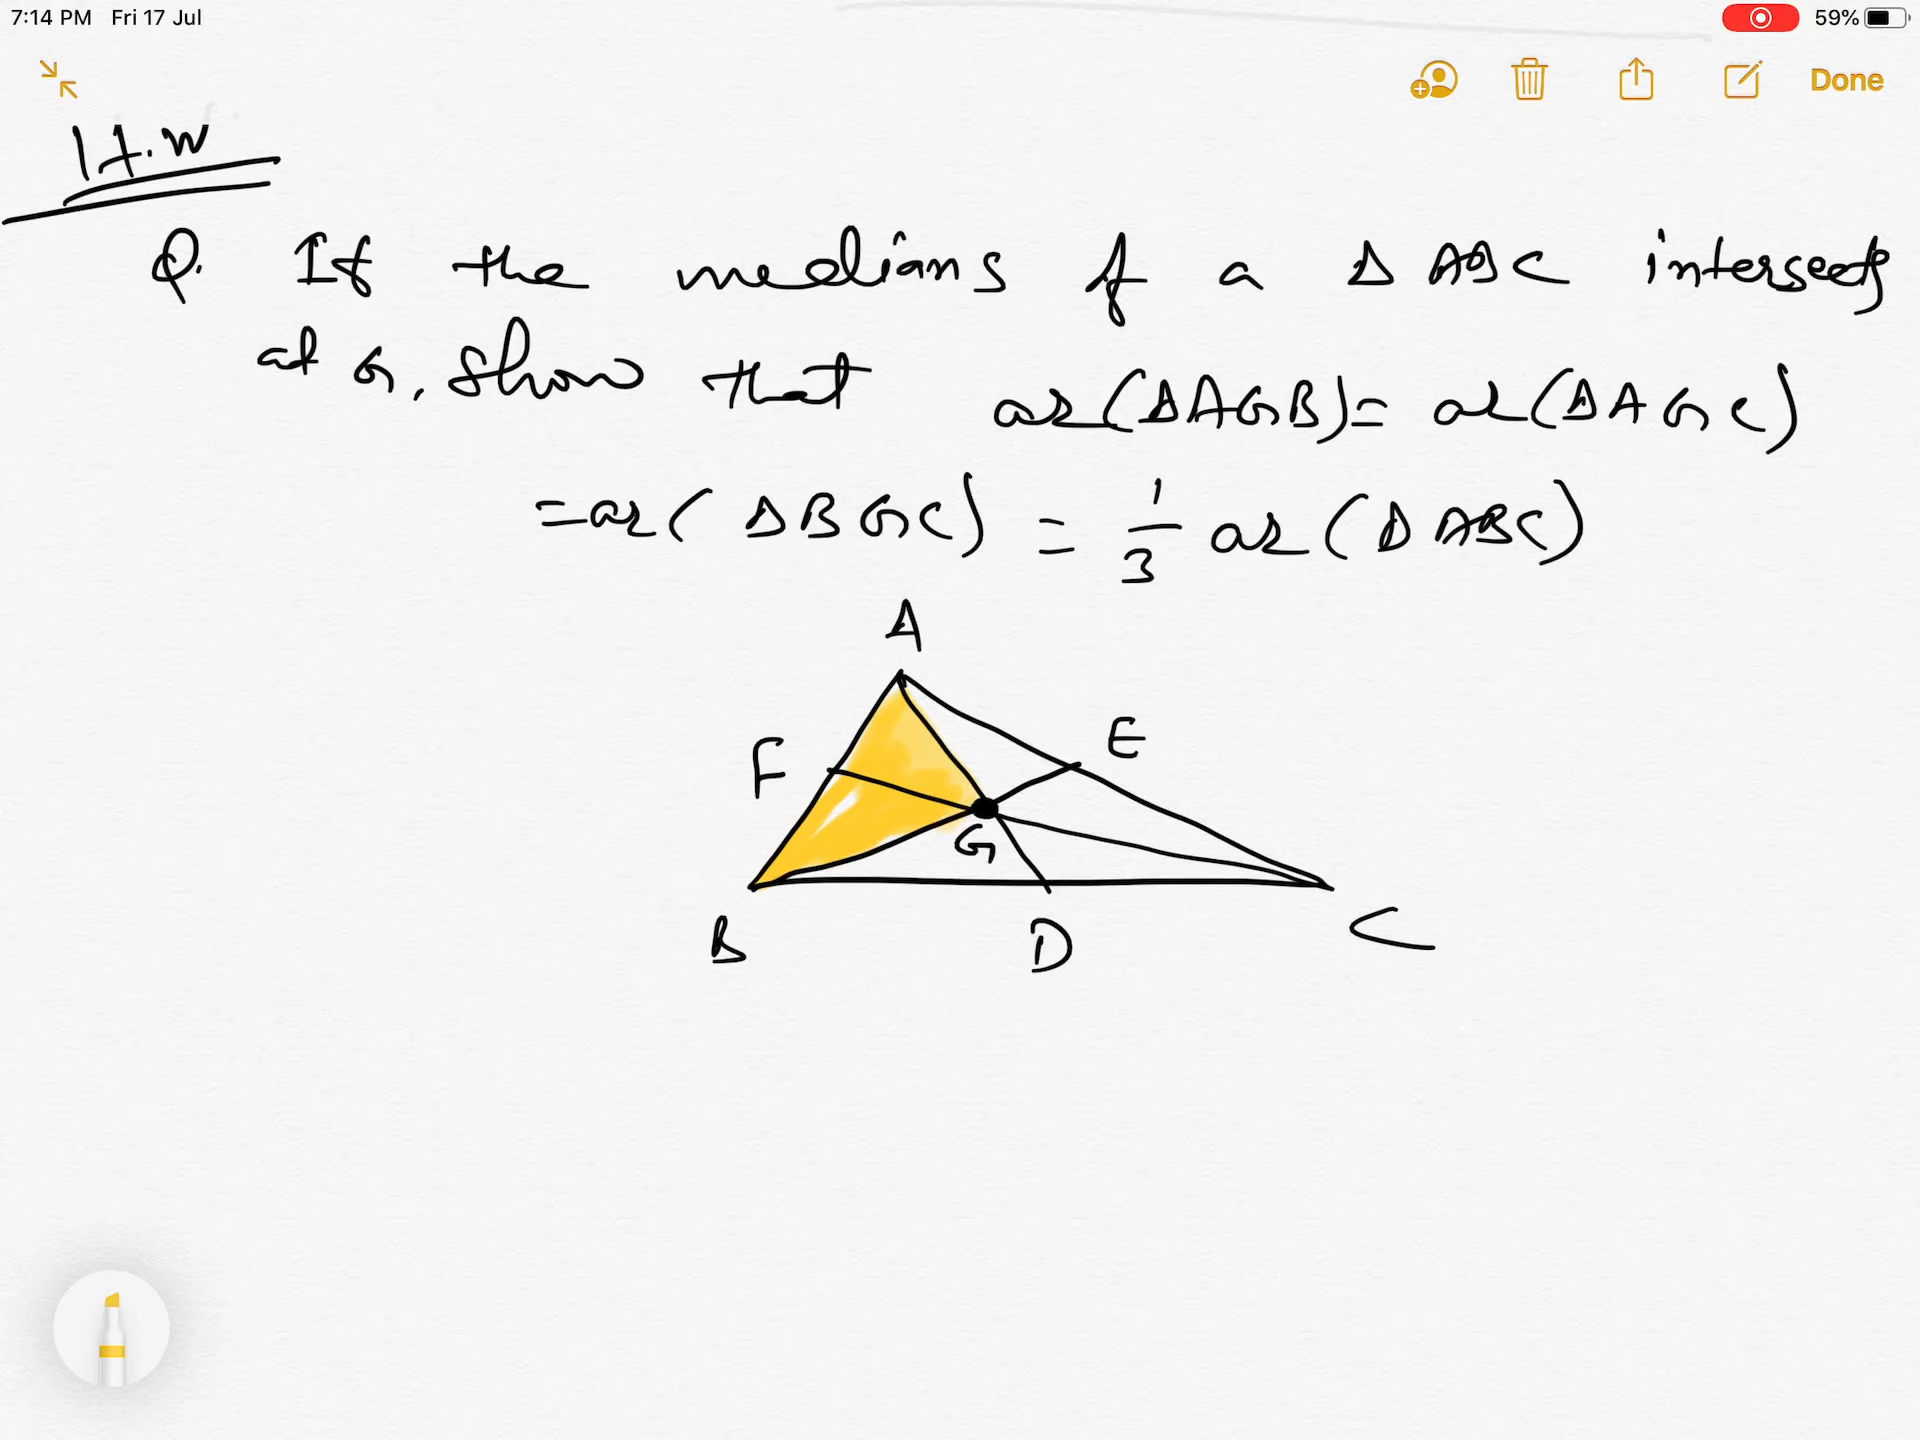 7:14 PM Fri 17 Jul 59%
Done
H.W
Q. If the medians of a Δ ABC intersect
at G, show that ar(ΔAGB)= ar(ΔAGC)
=ar(ΔBGC) = 1/3 ar(ΔABC)
A
F E
G
B D C